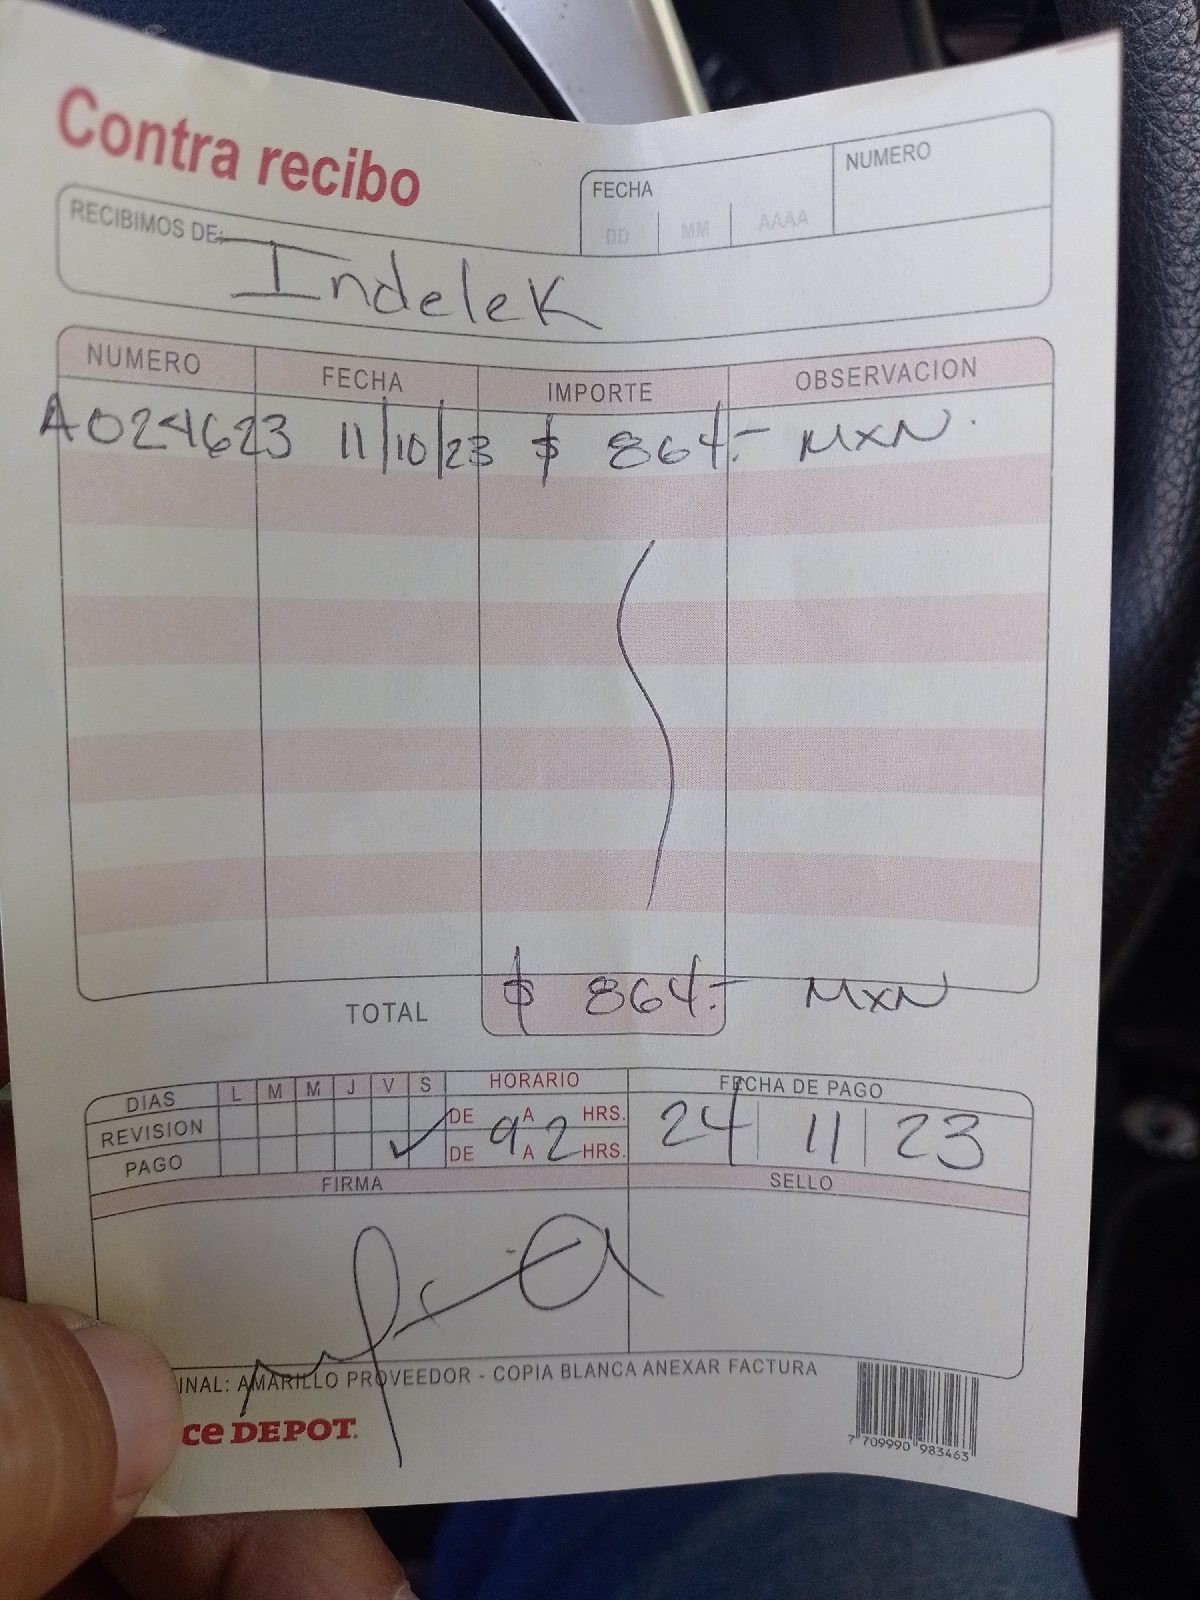 Contra recibo
FECHA
NUMERO
DD MM AAAA
RECIBIMOS DE: Indelek
NUMERO FECHA IMPORTE OBSERVACION
A024623 11/10/23 $ 864.- MXN.
TOTAL $ 864.- MXN
DIAS L M M J V S HORARIO FECHA DE PAGO
REVISION DE A HRS.
PAGO ✓ DE 9 A 2 HRS. 24 11 23
FIRMA SELLO
INAL: AMARILLO PROVEEDOR - COPIA BLANCA ANEXAR FACTURA
ce DEPOT.
7 709990 983463